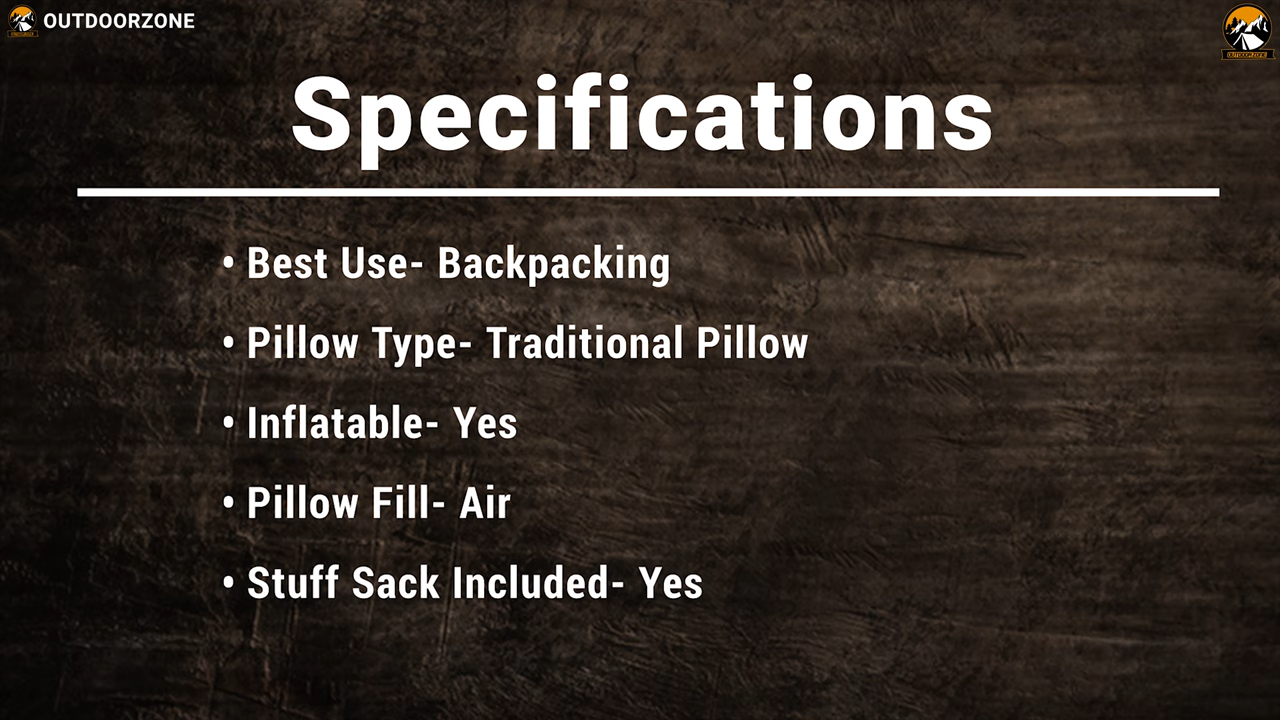 OUTDOORZONE
Specifications
• Best Use- Backpacking
• Pillow Type- Traditional Pillow
• Inflatable- Yes
• Pillow Fill- Air
• Stuff Sack Included- Yes